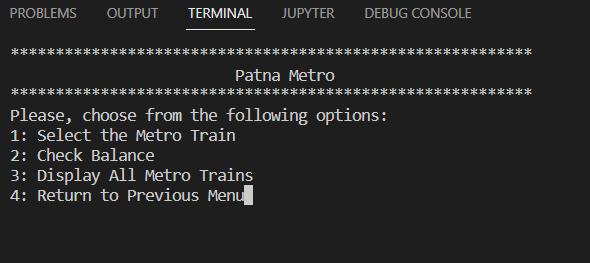 PROBLEMS OUTPUT TERMINAL JUPYTER DEBUG CONSOLE
**********************************************************
Patna Metro
**********************************************************
Please, choose from the following options:
1: Select the Metro Train
2: Check Balance
3: Display All Metro Trains
4: Return to Previous Menu